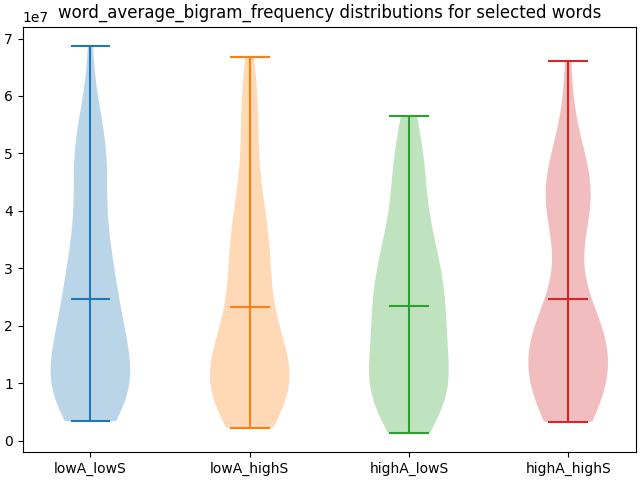 word_average_bigram_frequency distributions for selected words
1e7
7
6
5
4
3
2
1
0
lowA_lowS
lowA_highS
highA_lowS
highA_highS